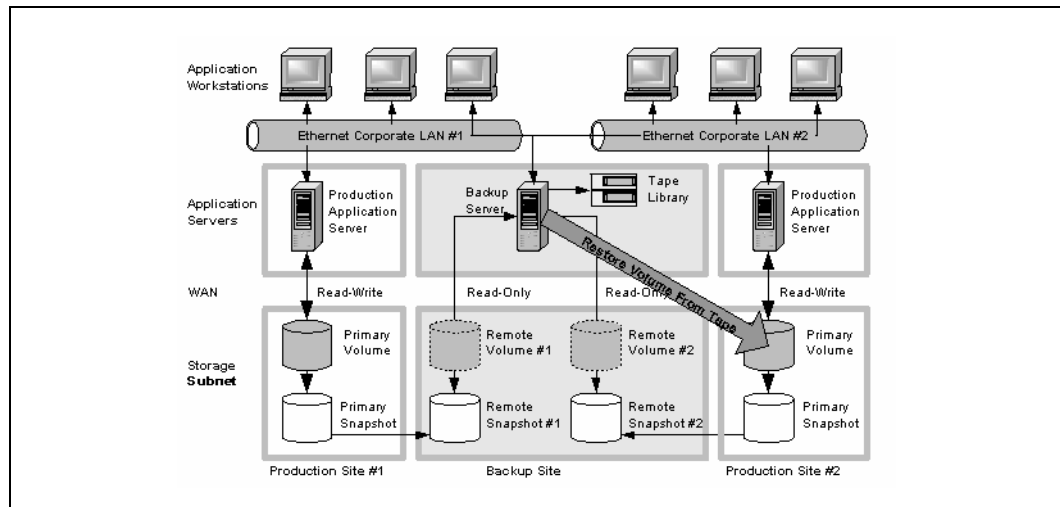 Application
Workstations
Ethernet Corporate LAN #1
Ethernet Corporate LAN #2
Application
Servers
Production
Application
Server
Backup
Server
Tape
Library
Production
Application
Server
Restore Volume From Tape
WAN
Read-Write
Read-Only
Read-Only
Read-Write
Storage
Subnet
Primary
Volume
Remote
Volume #1
Remote
Volume #2
Primary
Volume
Primary
Snapshot
Remote
Snapshot #1
Remote
Snapshot #2
Primary
Snapshot
Production Site #1
Backup Site
Production Site #2